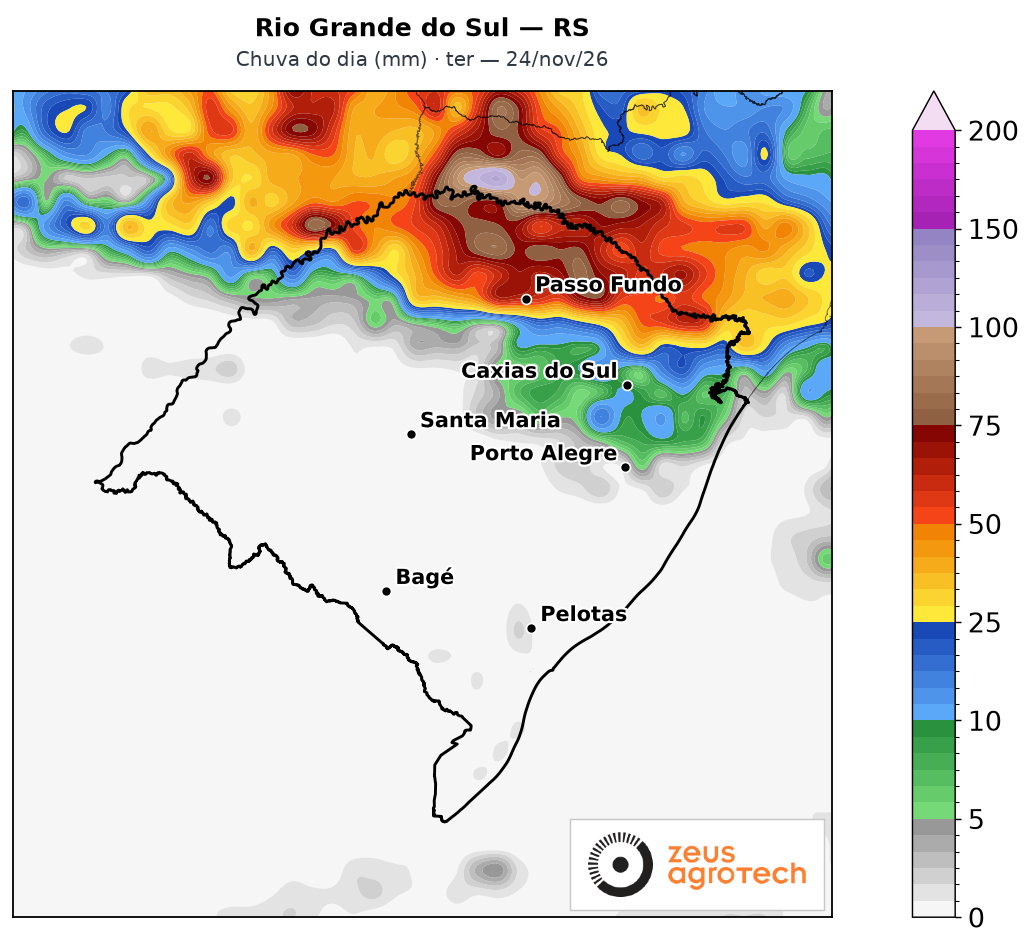 Rio Grande do Sul — RS
Chuva do dia (mm) · ter — 24/nov/26
200
150
100
75
50
25
10
5
0
Passo Fundo
Caxias do Sul
Santa Maria
Porto Alegre
Bagé
Pelotas
zeus
agrotech